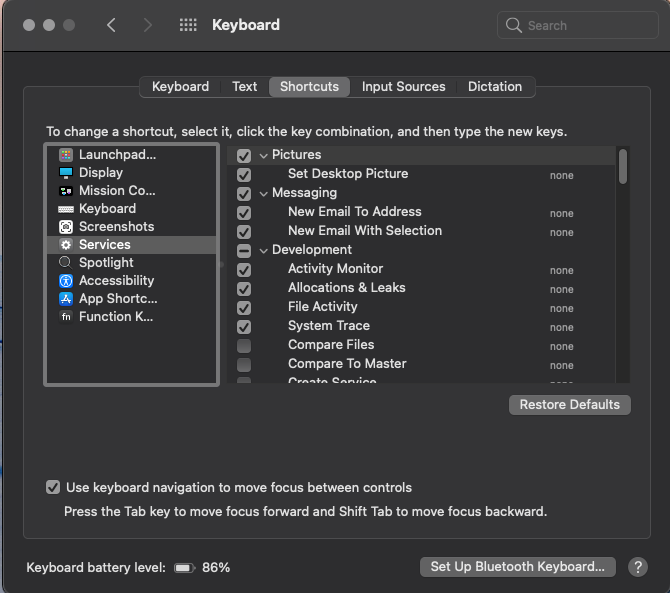 Keyboard
Search
Keyboard Text Shortcuts Input Sources Dictation
To change a shortcut, select it, click the key combination, and then type the new keys.
Launchpad...
Display
Mission Co...
Keyboard
Screenshots
Services
Spotlight
Accessibility
App Shortc...
fn Function K...
Pictures
Set Desktop Picture none
Messaging
New Email To Address none
New Email With Selection none
Development
Activity Monitor none
Allocations & Leaks none
File Activity none
System Trace none
Compare Files none
Compare To Master none
Create Service
Restore Defaults
Use keyboard navigation to move focus between controls
Press the Tab key to move focus forward and Shift Tab to move focus backward.
Keyboard battery level: 86%
Set Up Bluetooth Keyboard... ?